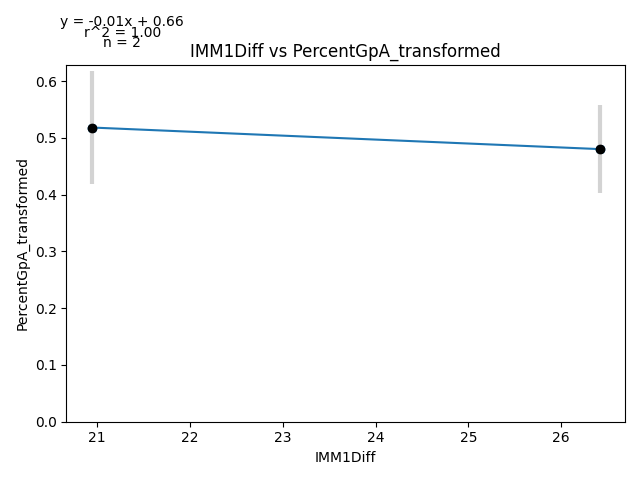 y = -0.01x + 0.66
r^2 = 1.00
n = 2
IMM1Diff vs PercentGpA_transformed
PercentGpA_transformed
0.6
0.5
0.4
0.3
0.2
0.1
0.0
21 22 23 24 25 26
IMM1Diff